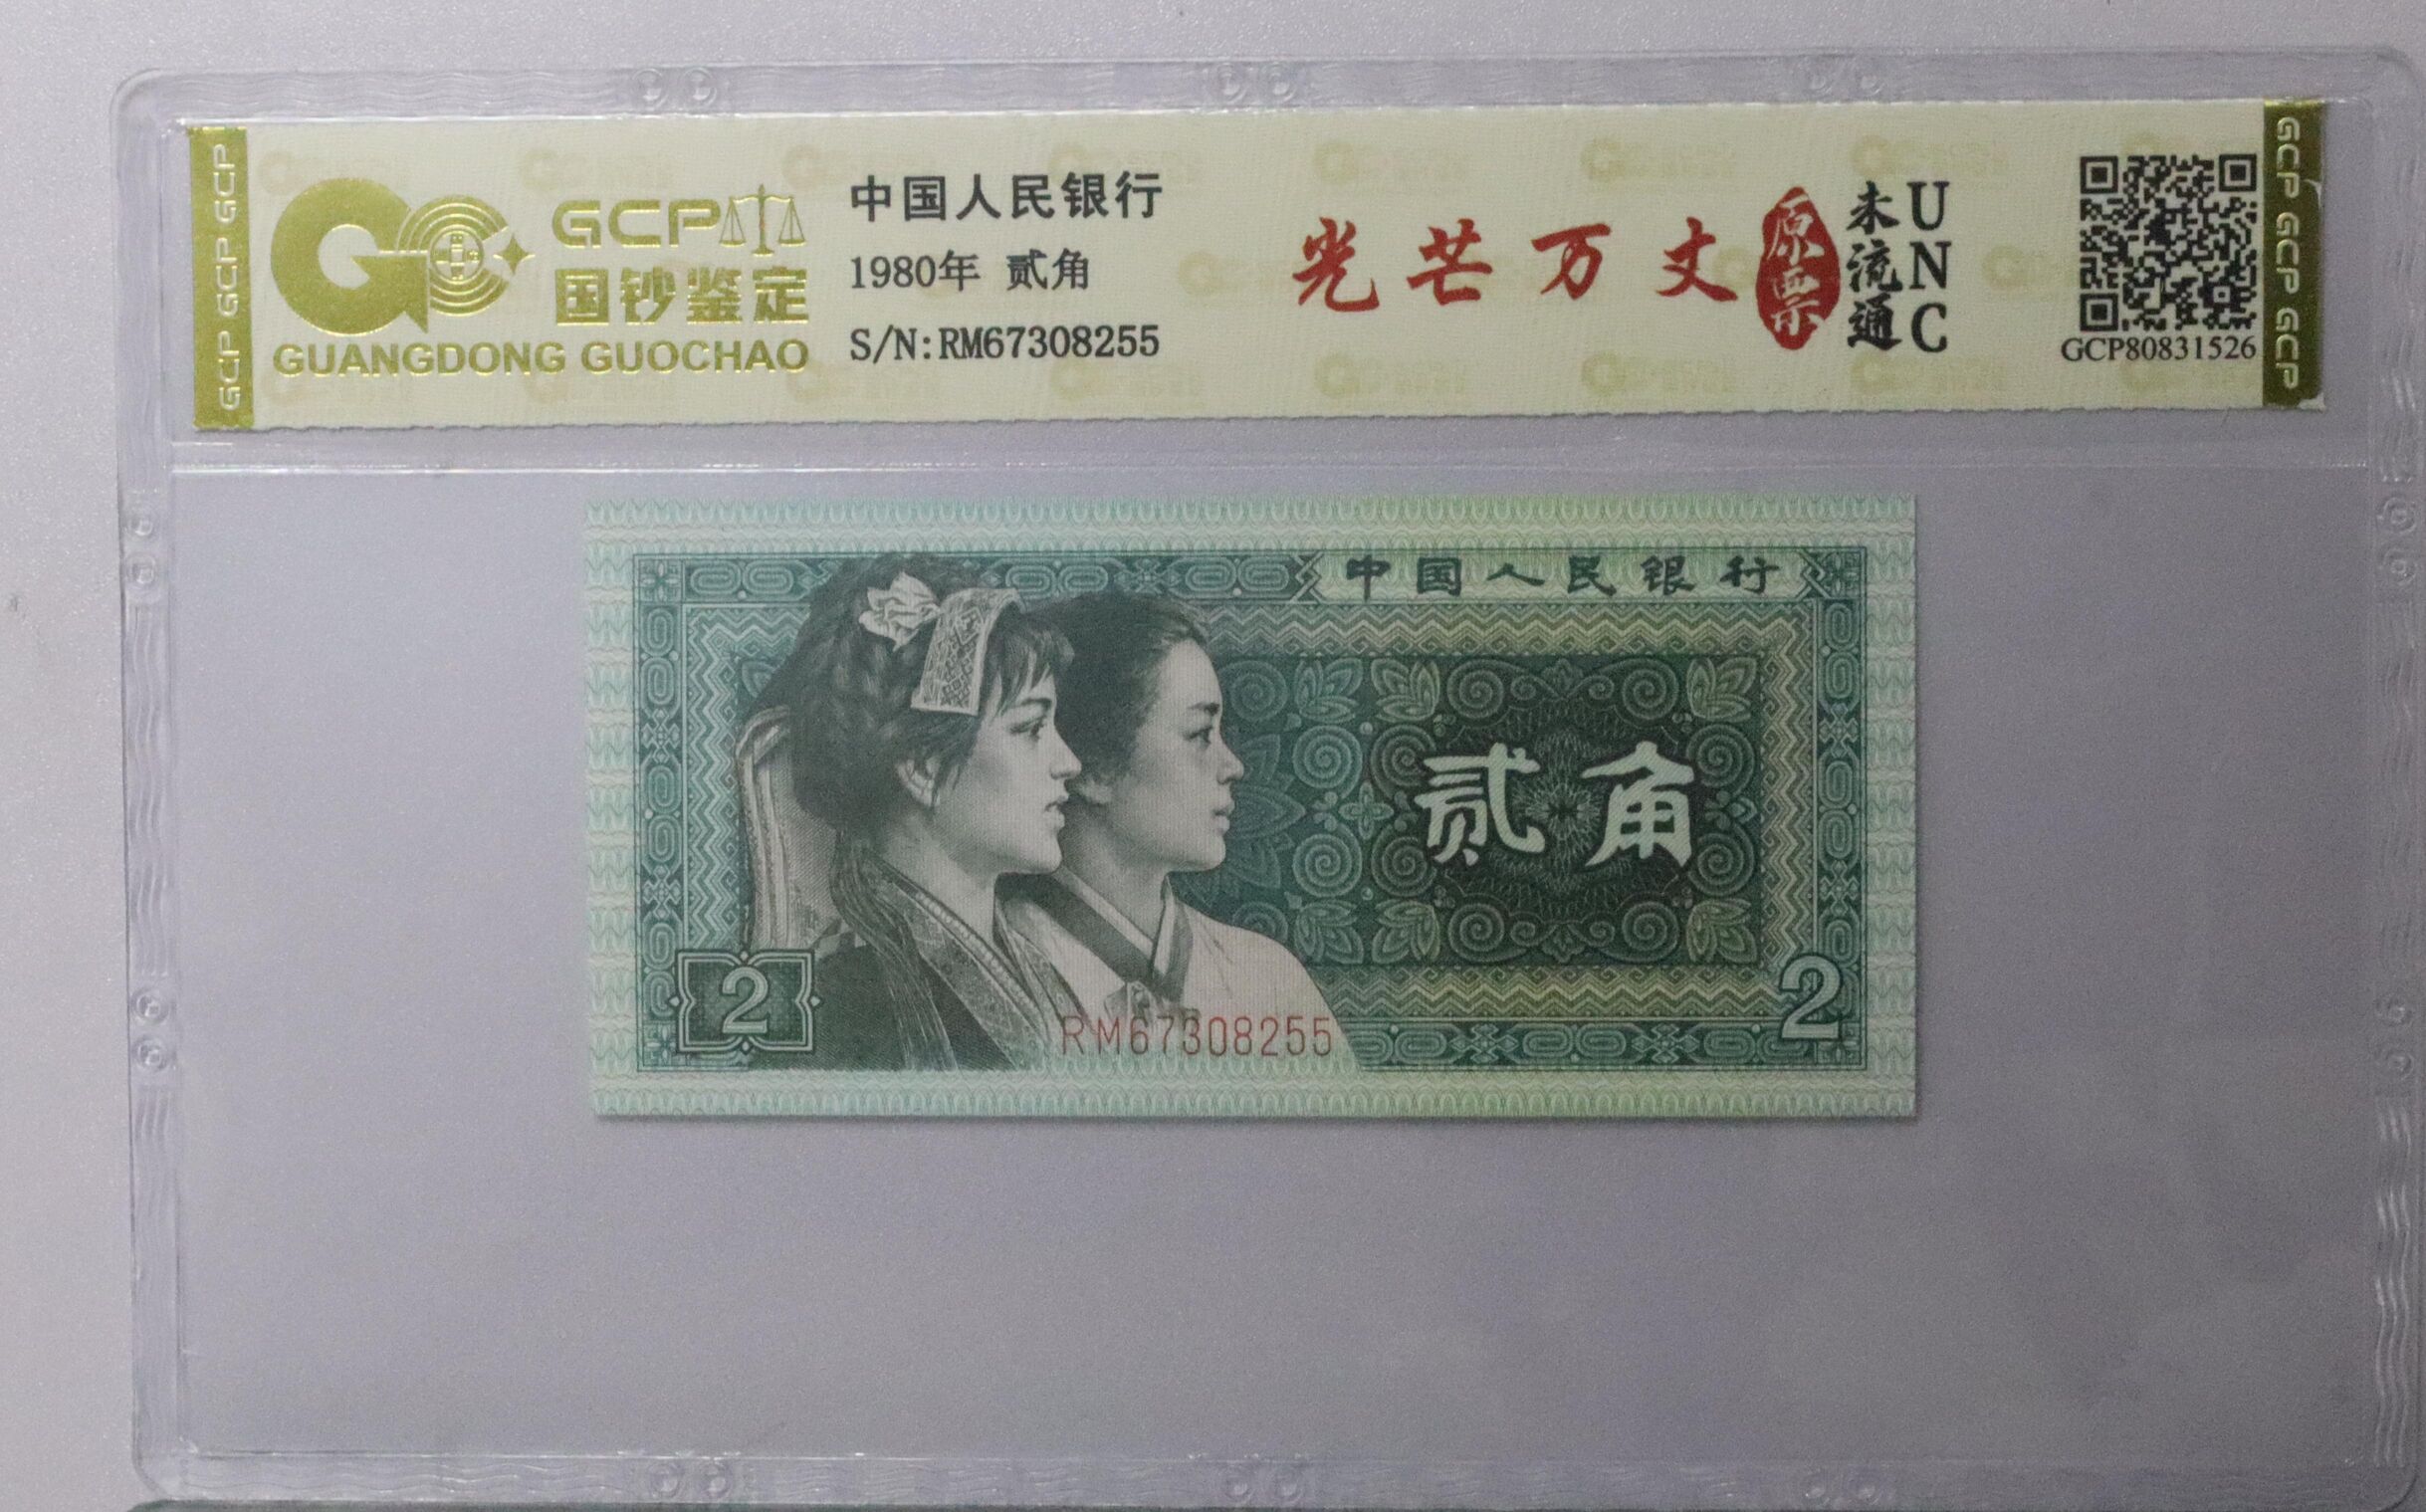 GCP GCP GCP
GCP
国钞鉴定
GUANGDONG GUOCHAO
中国人民银行
1980年 贰角
S/N:RM67308255
光芒万丈
原票
未流通
UNC
GCP80831526
GCP GCP GCP
中国人民银行
贰角
2
2
RM67308255